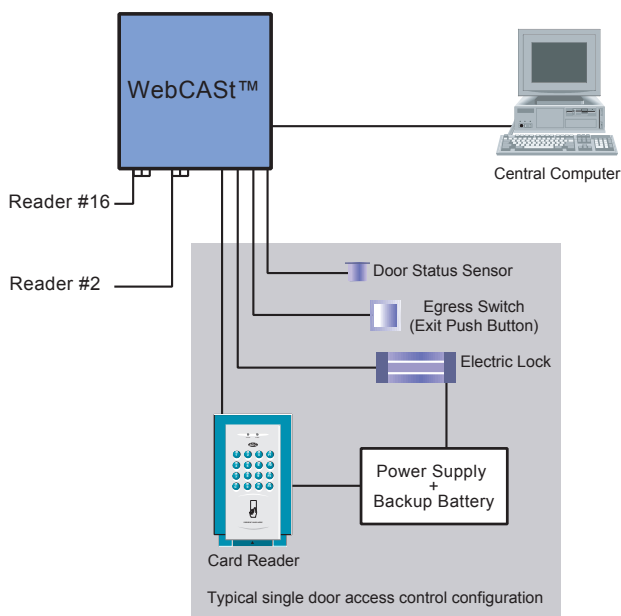 WebCASt™
Central Computer
Reader #16
Reader #2
Door Status Sensor
Egress Switch
(Exit Push Button)
Electric Lock
Power Supply
+
Backup Battery
Card Reader
Typical single door access control configuration